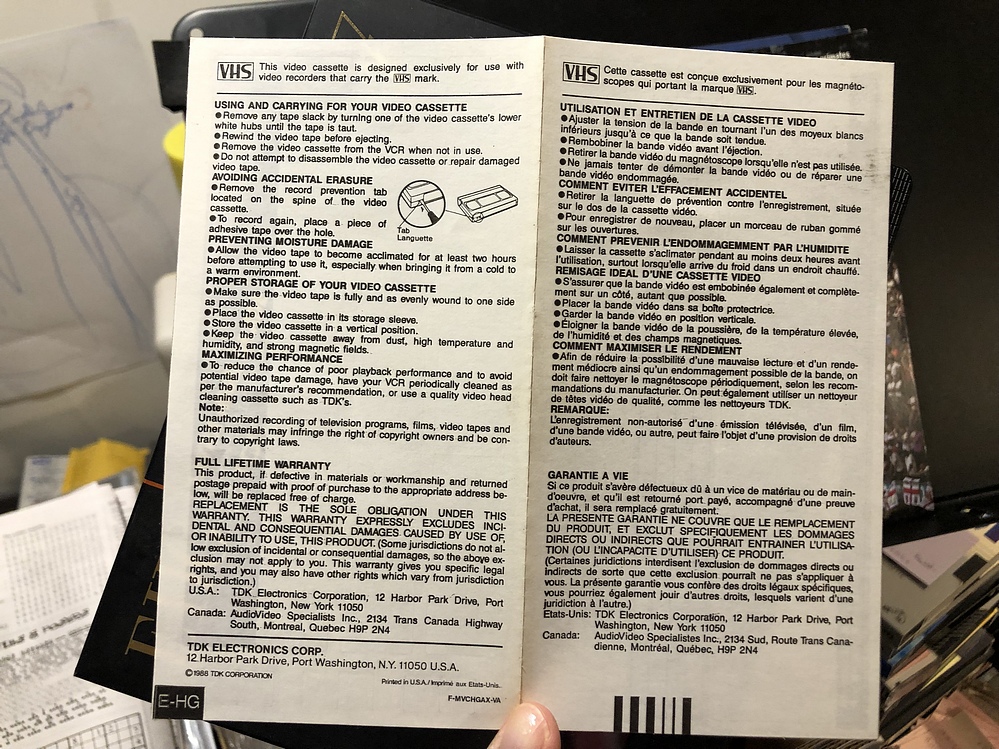 VHS This video cassette is designed exclusively for use with
video recorders that carry the VHS mark.
USING AND CARRYING FOR YOUR VIDEO CASSETTE
●Remove any tape slack by turning one of the video cassette's lower
white hubs until the tape is taut.
●Rewind the video tape before ejecting.
●Remove the video cassette from the VCR when not in use.
●Do not attempt to disassemble the video cassette or repair damaged
video tape.
AVOIDING ACCIDENTAL ERASURE
●Remove the record prevention tab
located on the spine of the video
cassette.
●To record again, place a piece of
adhesive tape over the hole.
Tab
Languette
PREVENTING MOISTURE DAMAGE
●Allow the video tape to become acclimated for at least two hours
before attempting to use it, especially when bringing it from a cold to
a warm environment.
PROPER STORAGE OF YOUR VIDEO CASSETTE
●Make sure the video tape is fully and as evenly wound to one side
as possible.
●Place the video cassette in its storage sleeve.
●Store the video cassette in a vertical position.
●Keep the video cassette away from dust, high temperature and
humidity, and strong magnetic fields.
MAXIMIZING PERFORMANCE
●To reduce the chance of poor playback performance and to avoid
potential video tape damage, have your VCR periodically cleaned as
per the manufacturer's recommendation, or use a quality video head
cleaning cassette such as TDK's.
Note:
Unauthorized recording of television programs, films, video tapes and
other materials may infringe the right of copyright owners and be con-
trary to copyright laws.
FULL LIFETIME WARRANTY
This product, if defective in materials or workmanship and returned
postage prepaid with proof of purchase to the appropriate address be-
low, will be replaced free of charge.
REPLACEMENT IS THE SOLE OBLIGATION UNDER THIS
WARRANTY. THIS WARRANTY EXPRESSLY EXCLUDES INCI-
DENTAL AND CONSEQUENTIAL DAMAGES CAUSED BY USE OF,
OR INABILITY TO USE, THIS PRODUCT. (Some jurisdictions do not al-
low exclusion of incidental or consequential damages, so the above ex-
clusion may not apply to you. This warranty gives you specific legal
rights, and you may also have other rights which vary from jurisdiction
to jurisdiction.)
U.S.A.: TDK Electronics Corporation, 12 Harbor Park Drive, Port
Washington, New York 11050
Canada: AudioVideo Specialists Inc., 2134 Trans Canada Highway
South, Montreal, Quebec H9P 2N4
TDK ELECTRONICS CORP.
12 Harbor Park Drive, Port Washington, N.Y. 11050 U.S.A.
©1988 TDK CORPORATION
Printed in U.S.A./Imprimé aux Etats-Unis.
E-HG
F-MVCHGAX-VA
VHS Cette cassette est conçue exclusivement pour les magnéto-
scopes qui portant la marque VHS.
UTILISATION ET ENTRETIEN DE LA CASSETTE VIDEO
●Ajuster la tension de la bande en tournant l'un des moyeux blancs
inférieurs jusqu'à ce que la bande soit tendue.
●Rembobiner la bande vidéo avant l'éjection.
●Retirer la bande vidéo du magnétoscope lorsqu'elle n'est pas utilisée.
●Ne jamais tenter de démonter la bande vidéo ou de réparer une
bande vidéo endommagée.
COMMENT EVITER L'EFFACEMENT ACCIDENTEL
●Retirer la languette de prévention contre l'enregistrement, située
sur le dos de la cassette vidéo.
●Pour enregistrer de nouveau, placer un morceau de ruban gommé
sur les ouvertures.
COMMENT PREVENIR L'ENDOMMAGEMMENT PAR L'HUMIDITE
●Laisser la cassette s'aclimater pendant au moins deux heures avant
l'utilisation, surtout lorsqu'elle arrive du froid dans un endroit chauffé.
REMISAGE IDEAL D'UNE CASSETTE VIDEO
●S'assurer que la bande vidéo est embobinée également et complète-
ment sur un côté, autant que possible.
●Placer la bande vidéo dans sa boîte protectrice.
●Garder la bande vidéo en position verticale.
●Éloigner la bande vidéo de la poussière, de la température élevée,
de l'humidité et des champs magnetiques.
COMMENT MAXIMISER LE RENDEMENT
●Afin de réduire la possibilité d'une mauvaise lecture et d'un rende-
ment médiocre ainsi qu'un endommagement possible de la bande, on
doit faire nettoyer le magnétoscope périodiquement, selon les recom-
mandations du manufacturier. On peut également utiliser un nettoyeur
de têtes vidéo de qualité, comme les nettoyeurs TDK.
REMARQUE:
L'enregistrement non-autorisé d'une émission télévisée, d'un film,
d'une bande vidéo, ou autre, peut faire l'objet d'une provision de droits
d'auteurs.
GARANTIE A VIE
Si ce produit s'avère défectueux dû à un vice de matériau ou de main-
d'oeuvre, et qu'il est retourné port payé, accompagné d'une preuve
d'achat, il sera remplacé gratuitement.
LA PRESENTE GARANTIE NE COUVRE QUE LE REMPLACEMENT
DU PRODUIT, ET EXCLUT SPECIFIQUEMENT LES DOMMAGES
DIRECTS OU INDIRECTS QUE POURRAIT ENTRAINER L'UTILISA-
TION (OU L'INCAPACITE D'UTILISER) CE PRODUIT.
(Certaines juridictions interdisent l'exclusion de dommages directs ou
indirects de sorte que cette exclusion pourraît ne pas s'appliquer à
vous. La présente garantie vous confère des droits légaux spécifiques,
vous pourriez également jouir d'autres droits, lesquels varient d'une
juridiction à l'autre.)
Etats-Unis: TDK Electronics Corporation, 12 Harbor Park Drive, Port
Washington, New York 11050
Canada: AudioVideo Specialistes Inc., 2134 Sud, Route Trans Cana-
dienne, Montréal, Québec, H9P 2N4